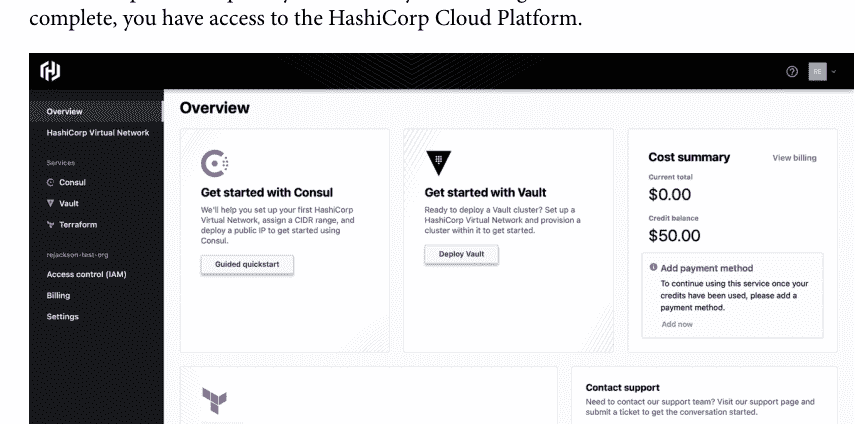 complete, you have access to the HashiCorp Cloud Platform.
RE
Overview
HashiCorp Virtual Network
Services
Consul
Vault
Terraform
rejackson-test-org
Access control (IAM)
Billing
Settings
Overview
Get started with Consul
We'll help you set up your first HashiCorp
Virtual Network, assign a CIDR range, and
deploy a public IP to get started using
Consul.
Guided quickstart
Get started with Vault
Ready to deploy a Vault cluster? Set up a
HashiCorp Virtual Network and provision a
cluster within it to get started.
Deploy Vault
Cost summary
View billing
Current total
$0.00
Credit balance
$50.00
Add payment method
To continue using this service once your
credits have been used, please add a
payment method.
Add now
Contact support
Need to contact our support team? Visit our support page and
submit a ticket to get the conversation started.